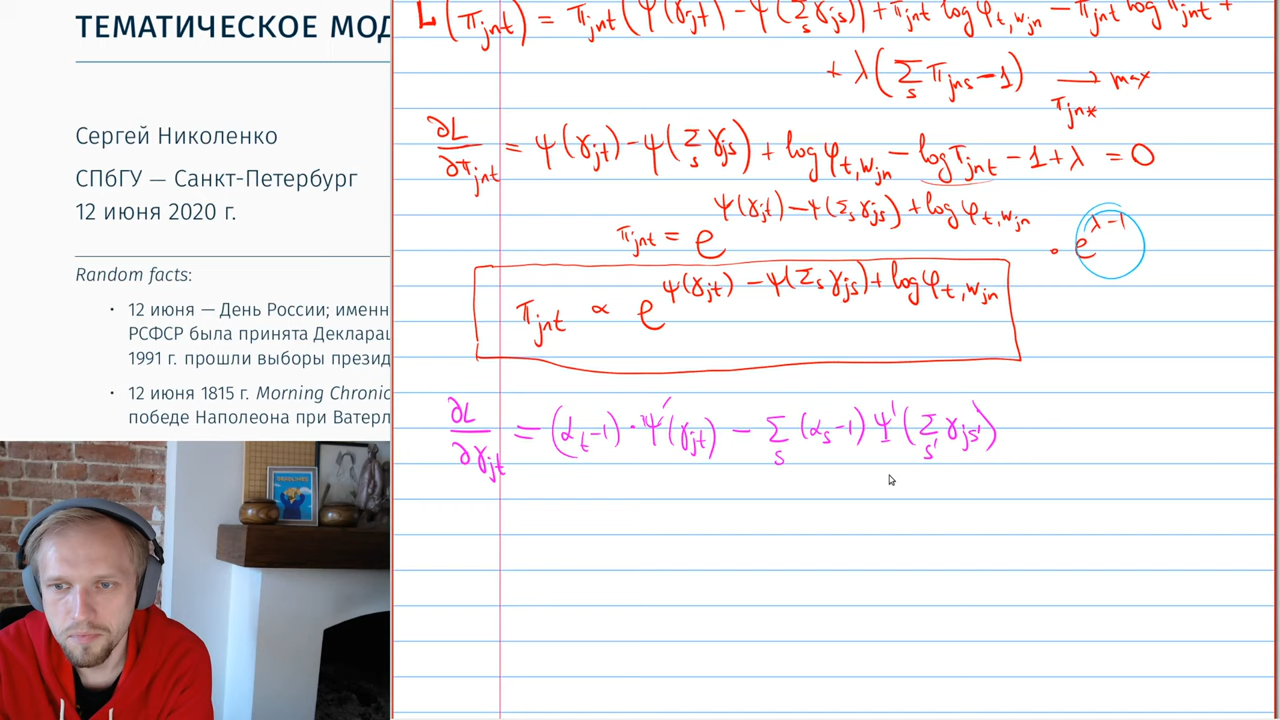 ТЕМАТИЧЕСКОЕ МОД
Сергей Николенко
СПбГУ — Санкт-Петербург
12 июня 2020 г.
Random facts:
• 12 июня — День России; именн
РСФСР была принята Деклара
1991 г. прошли выборы презид
• 12 июня 1815 г. Morning Chronic
победе Наполеона при Ватерл
L(π_jnt) = π_jnt(ψ(γ_jt) − ψ(Σ_s γ_js)) + π_jnt log φ_t,w_jn − π_jnt log π_jnt +
+ λ(Σ_s π_jns − 1) → max π_jn*
∂L/∂π_jnt = ψ(γ_jt) − ψ(Σ_s γ_js) + log φ_t,w_jn − log π_jnt − 1 + λ = 0
π_jnt = e^(ψ(γ_jt) − ψ(Σ_s γ_js) + log φ_t,w_jn) · e^(λ−1)
π_jnt ∝ e^(ψ(γ_jt) − ψ(Σ_s γ_js) + log φ_t,w_jn)
∂L/∂γ_jt = (α_t − 1) · ψ′(γ_jt) − Σ_s (α_s − 1) ψ′(Σ_s′ γ_js′)